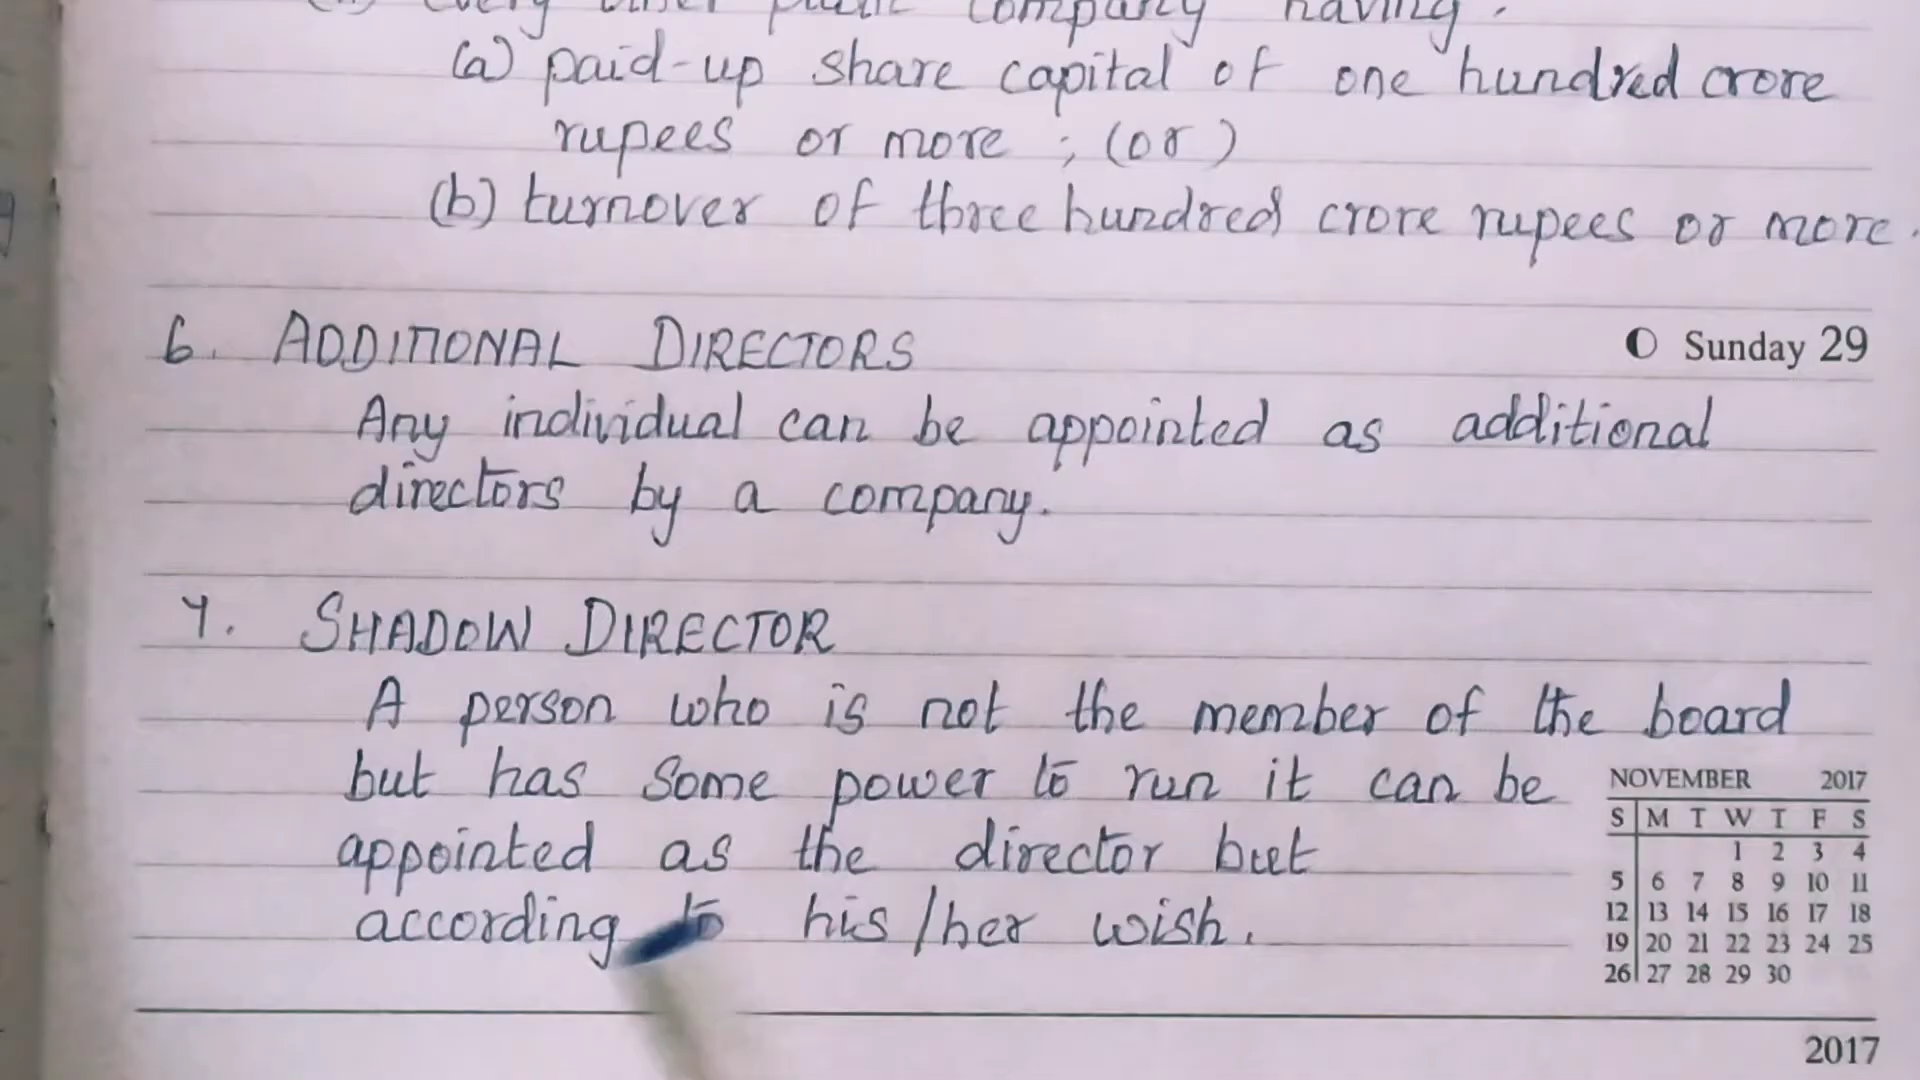 every other public company having.
(a) paid-up share capital of one hundred crore
rupees or more ; (or)
(b) turnover of three hundred crore rupees or more.
6. ADDITIONAL DIRECTORS
Sunday 29
Any individual can be appointed as additional
directors by a company.
7. SHADOW DIRECTOR
A person who is not the member of the board
but has some power to run it can be
appointed as the director but
according to his/her wish.
NOVEMBER 2017
S M T W T F S
1 2 3 4
5 6 7 8 9 10 11
12 13 14 15 16 17 18
19 20 21 22 23 24 25
26 27 28 29 30
2017